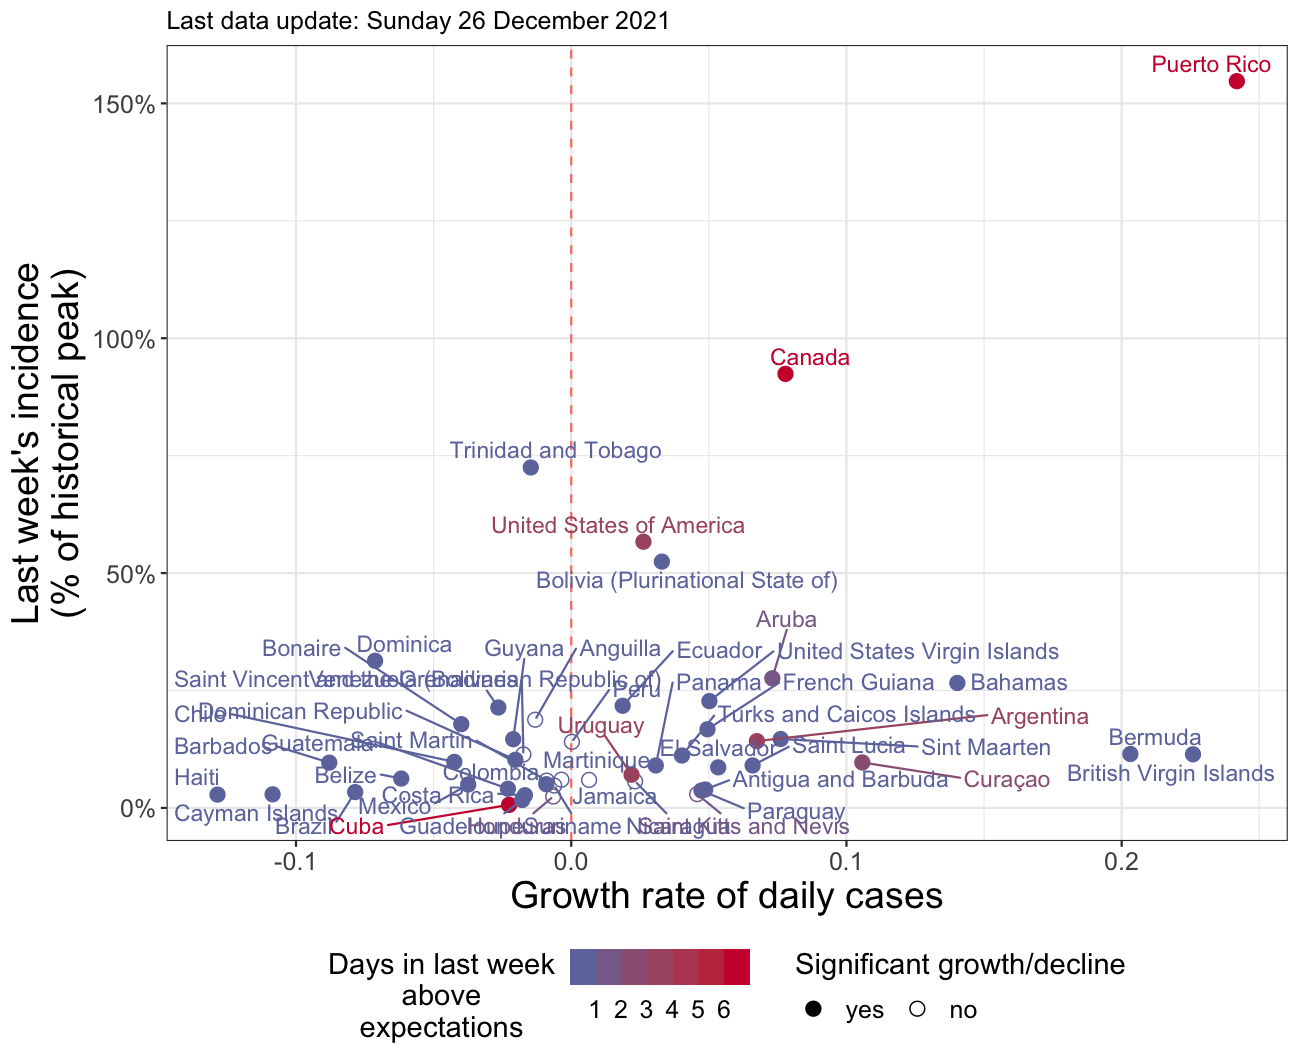 Last data update: Sunday 26 December 2021
Last week's incidence
(% of historical peak)
150%
100%
50%
0%
Puerto Rico
Canada
Trinidad and Tobago
United States of America
Bolivia (Plurinational State of)
Aruba
Bonaire
Dominica
Guyana
Anguilla
Ecuador
United States Virgin Islands
Saint Vincent and the Grenadines
Venezuela (Bolivarian Republic of)
Peru
Panama
French Guiana
Bahamas
Chile
Dominican Republic
Uruguay
Turks and Caicos Islands
Argentina
Barbados
Guatemala
Saint Martin
Martinique
El Salvador
Saint Lucia
Sint Maarten
Bermuda
Haiti
Belize
Colombia
Antigua and Barbuda
Curaçao
British Virgin Islands
Cayman Islands
Mexico
Costa Rica
Jamaica
Paraguay
Brazil
Cuba
Guadeloupe
Honduras
Suriname
Nicaragua
Saint Kitts and Nevis
-0.1
0.0
0.1
0.2
Growth rate of daily cases
Days in last week
above
expectations
1 2 3 4 5 6
Significant growth/decline
yes
no